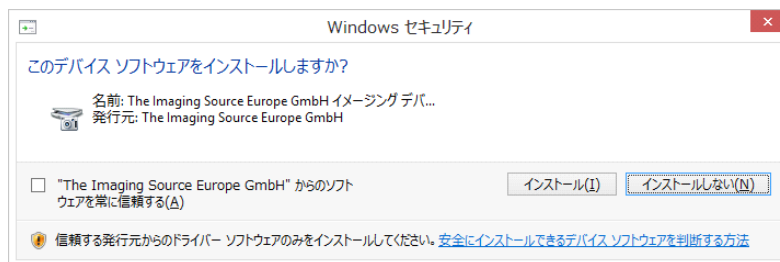 Windows セキュリティ
このデバイス ソフトウェアをインストールしますか?
名前: The Imaging Source Europe GmbH イメージング デバ...
発行元: The Imaging Source Europe GmbH
"The Imaging Source Europe GmbH" からのソフト
ウェアを常に信頼する(A)
インストール(I)
インストールしない(N)
信頼する発行元からのドライバー ソフトウェアのみをインストールしてください。安全にインストールできるデバイス ソフトウェアを判断する方法